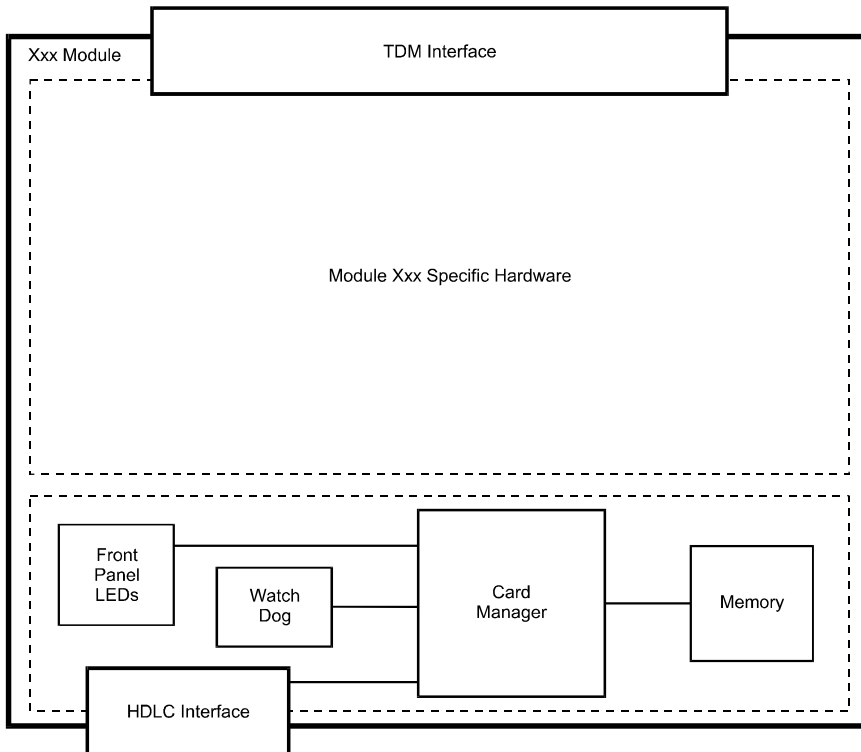 TDM Interface
Xxx Module
Module Xxx Specific Hardware
Front
Panel
LEDs
Watch
Dog
Card
Manager
Memory
HDLC Interface